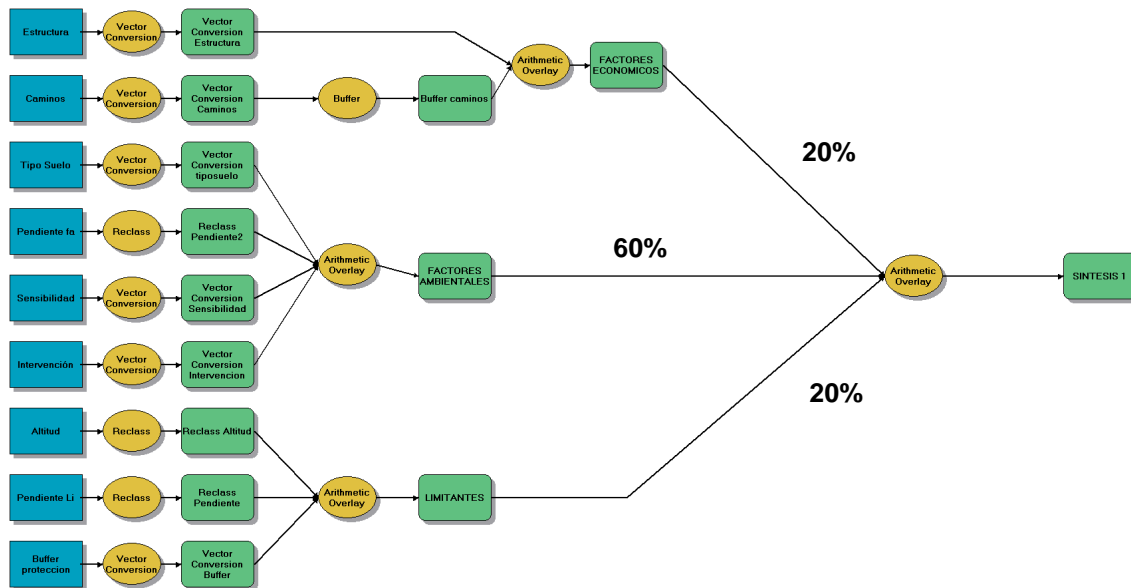 Estructura
Vector
Conversion
Vector
Conversion
Estructura
Arithmetic
Overlay
FACTORES
ECONOMICOS
Caminos
Vector
Conversion
Vector
Conversion
Caminos
Buffer
Buffer caminos
Tipo Suelo
Vector
Conversion
Vector
Conversion
tiposuelo
20%
Pendiente fa
Reclass
Reclass
Pendiente2
Arithmetic
Overlay
FACTORES
AMBIENTALES
60%
Arithmetic
Overlay
SINTESIS 1
Sensibilidad
Vector
Conversion
Vector
Conversion
Sensibilidad
Intervención
Vector
Conversion
Vector
Conversion
Intervencion
20%
Altitud
Reclass
Reclass Altitud
Pendiente Li
Reclass
Reclass
Pendiente
Arithmetic
Overlay
LIMITANTES
Buffer
proteccion
Vector
Conversion
Vector
Conversion
Buffer